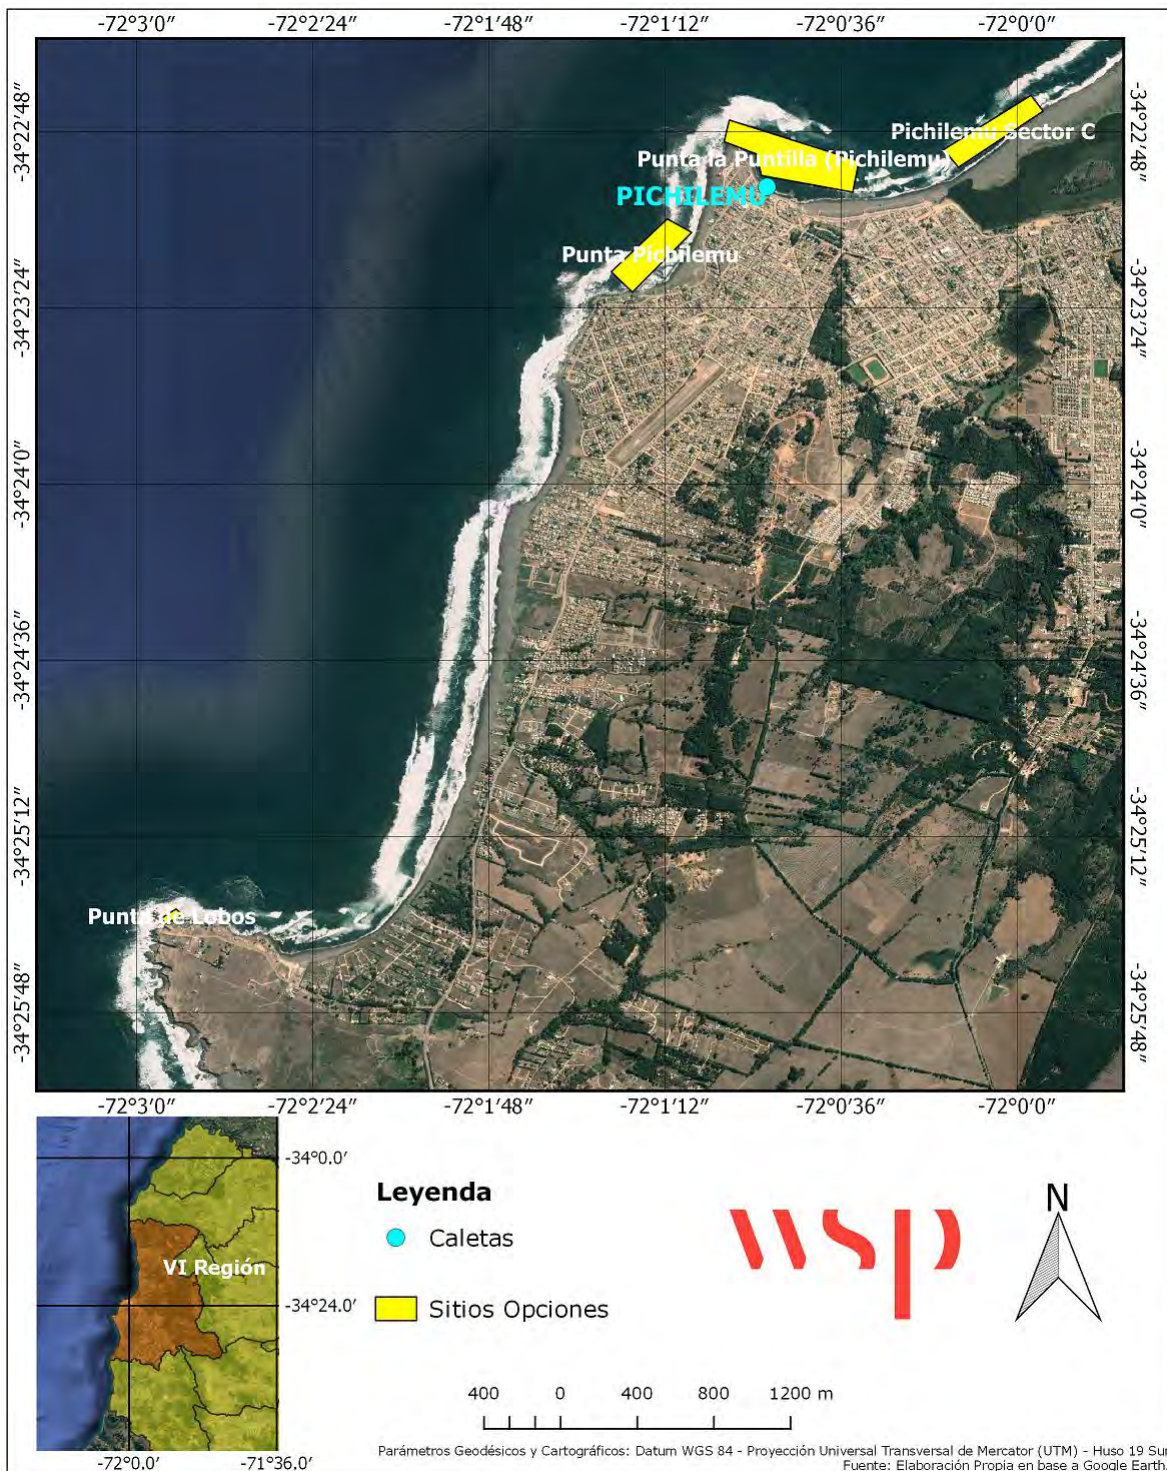 -72°3′0″ -72°2′24″ -72°1′48″ -72°1′12″ -72°0′36″ -72°0′0″
-34°22′48″ -34°22′48″
Pichilemu Sector C
Punta la Puntilla (Pichilemu)
PICHILEMU
Punta Pichilemu
-34°23′24″ -34°23′24″
-34°24′0″ -34°24′0″
-34°24′36″ -34°24′36″
-34°25′12″ -34°25′12″
Punta de Lobos
-34°25′48″ -34°25′48″
-72°3′0″ -72°2′24″ -72°1′48″ -72°1′12″ -72°0′36″ -72°0′0″
-34°0.0′
VI Región
-34°24.0′
-72°0.0′ -71°36.0′
Leyenda
Caletas
Sitios Opciones
wsp
N
400 0 400 800 1200 m
Parámetros Geodésicos y Cartográficos: Datum WGS 84 - Proyección Universal Transversal de Mercator (UTM) - Huso 19 Sur
Fuente: Elaboración Propia en base a Google Earth.